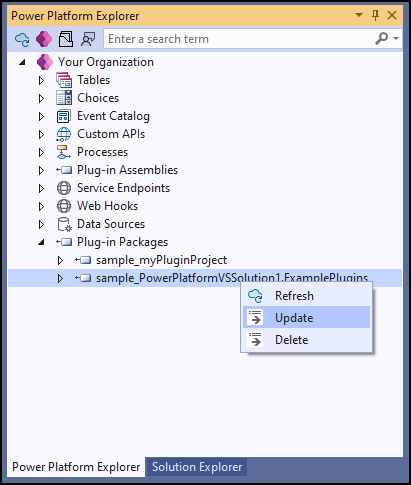 Power Platform Explorer
Enter a search term
Your Organization
Tables
Choices
Event Catalog
Custom APIs
Processes
Plug-in Assemblies
Service Endpoints
Web Hooks
Data Sources
Plug-in Packages
sample_myPluginProject
sample_PowerPlatformVSSolution1.ExamplePlugins
Refresh
Update
Delete
Power Platform Explorer Solution Explorer